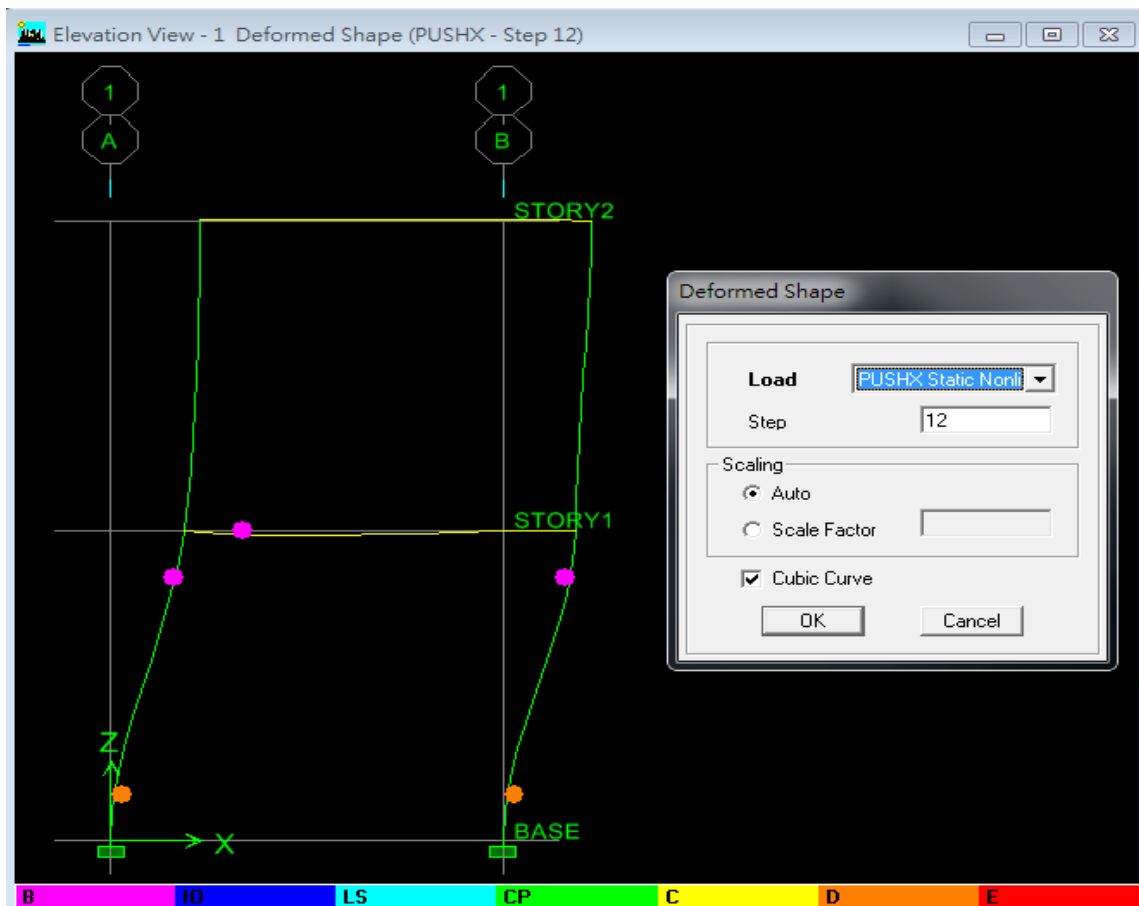 Elevation View - 1 Deformed Shape (PUSHX - Step 12)
1 1
A B
STORY2
STORY1
Z
X
BASE
B IO LS CP C D E
Deformed Shape
Load PUSHX Static Nonli
Step 12
Scaling
Auto
Scale Factor
Cubic Curve
OK Cancel